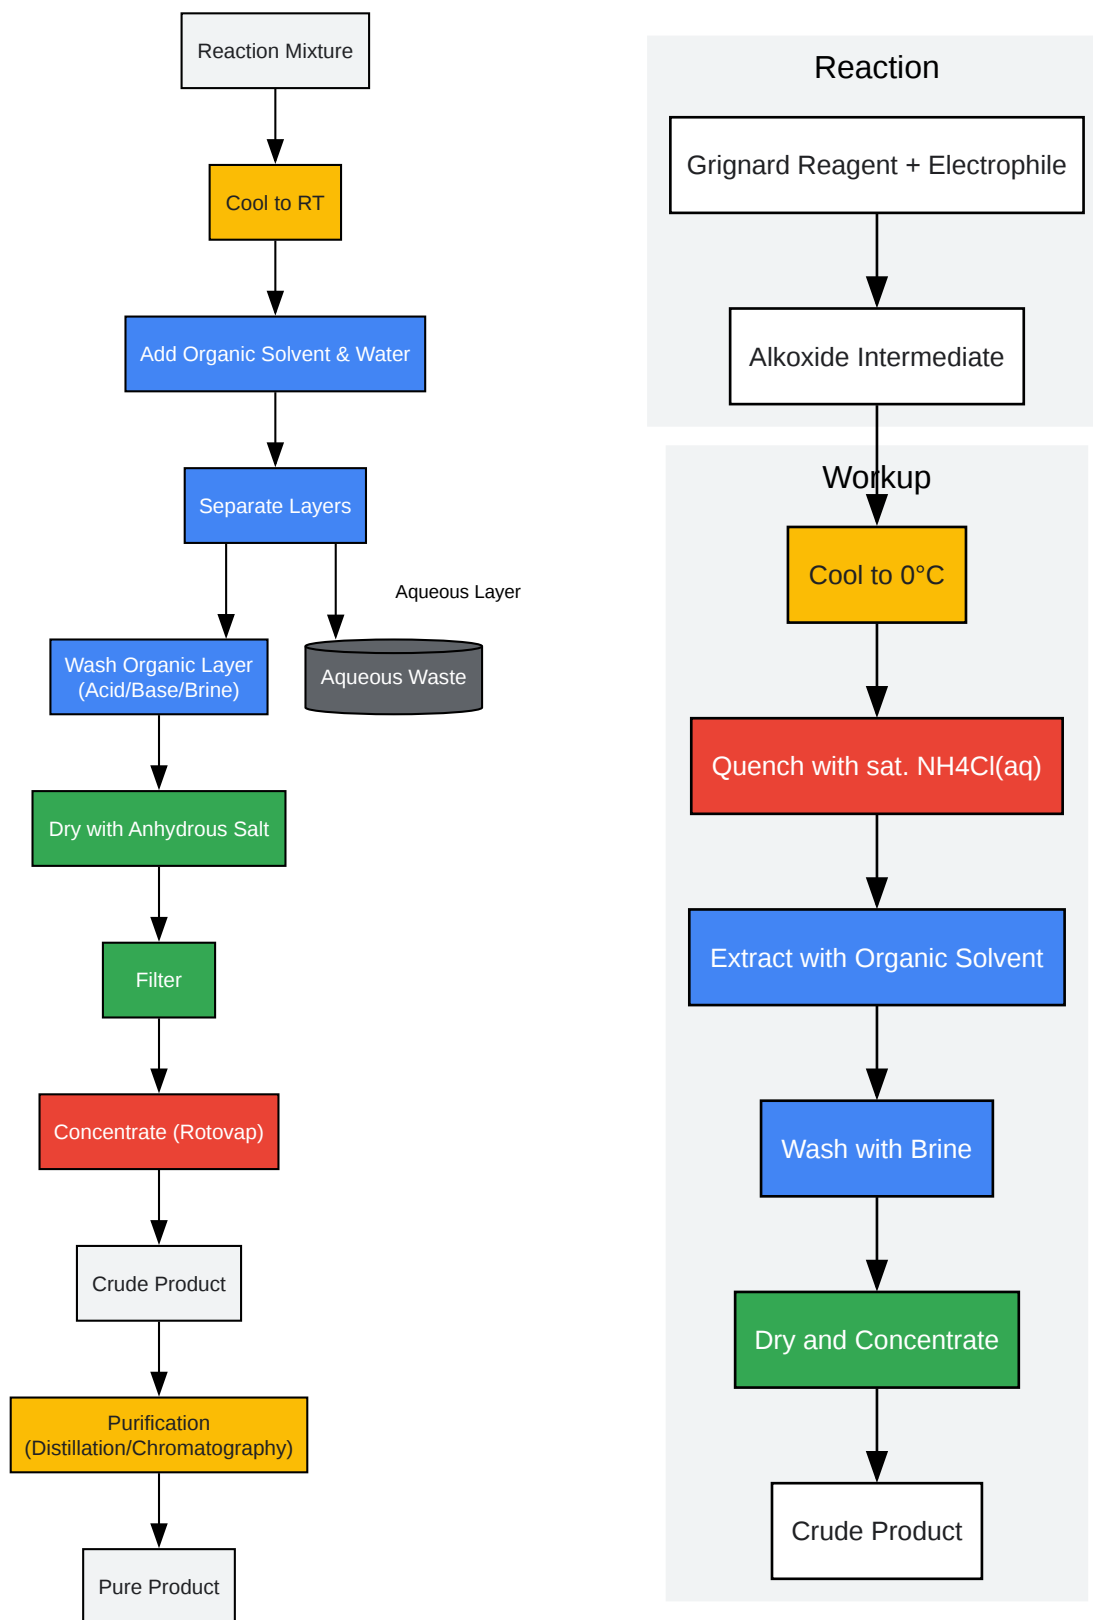 Reaction Mixture
Cool to RT
Add Organic Solvent & Water
Separate Layers
Aqueous Layer
Wash Organic Layer
(Acid/Base/Brine)
Aqueous Waste
Dry with Anhydrous Salt
Filter
Concentrate (Rotovap)
Crude Product
Purification
(Distillation/Chromatography)
Pure Product
Reaction
Grignard Reagent + Electrophile
Alkoxide Intermediate
Workup
Cool to 0°C
Quench with sat. NH4Cl(aq)
Extract with Organic Solvent
Wash with Brine
Dry and Concentrate
Crude Product